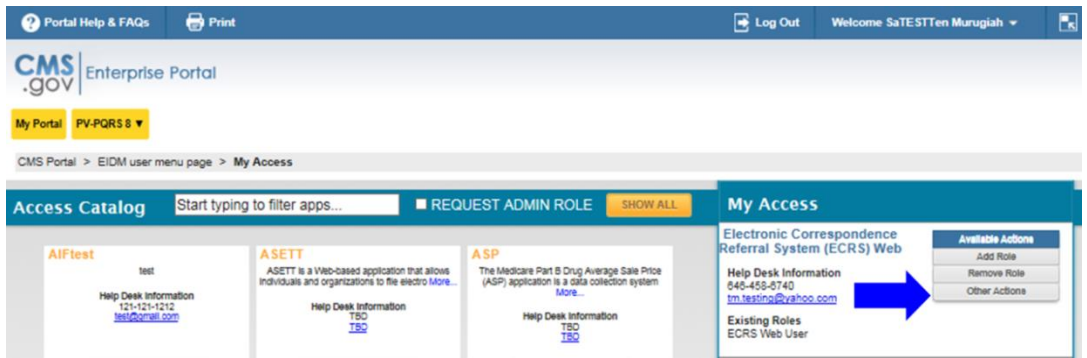 Portal Help & FAQs Print Log Out Welcome SaTESTTen Murugiah
CMS .gov Enterprise Portal
My Portal PV-PQRS 8
CMS Portal > EIDM user menu page > My Access
Access Catalog Start typing to filter apps... REQUEST ADMIN ROLE SHOW ALL
AIFtest
test
Help Desk Information
121-121-1212
test@gmail.com
ASETT
ASETT is a Web-based application that allows
individuals and organizations to file electro More...
Help Desk Information
TBD
TBD
ASP
The Medicare Part B Drug Average Sale Price
(ASP) application is a data collection system
More...
Help Desk Information
TBD
TBD
My Access
Electronic Correspondence
Referral System (ECRS) Web
Help Desk Information
646-458-6740
tm.testing@yahoo.com
Existing Roles
ECRS Web User
Available Actions
Add Role
Remove Role
Other Actions